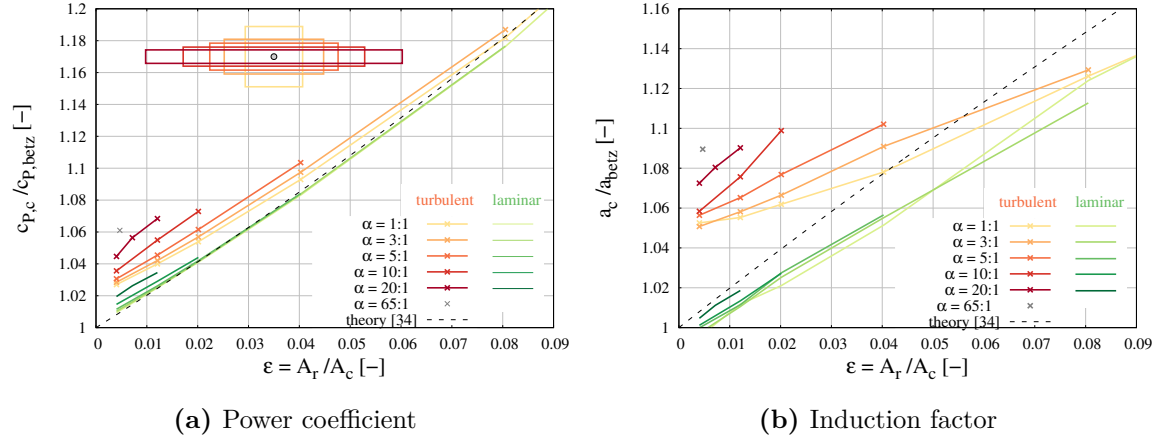 1.2
1.18
1.16
1.14
1.12
1.1
1.08
1.06
1.04
1.02
1
c_P,c /c_P,betz [−]
turbulent laminar
α = 1:1
α = 3:1
α = 5:1
α = 10:1
α = 20:1
α = 65:1
theory [34]
0 0.01 0.02 0.03 0.04 0.05 0.06 0.07 0.08 0.09
ε = A_r /A_c [−]
(a) Power coefficient
1.16
1.14
1.12
1.1
1.08
1.06
1.04
1.02
1
a_c /a_betz [−]
turbulent laminar
α = 1:1
α = 3:1
α = 5:1
α = 10:1
α = 20:1
α = 65:1
theory [34]
0 0.01 0.02 0.03 0.04 0.05 0.06 0.07 0.08 0.09
ε = A_r /A_c [−]
(b) Induction factor